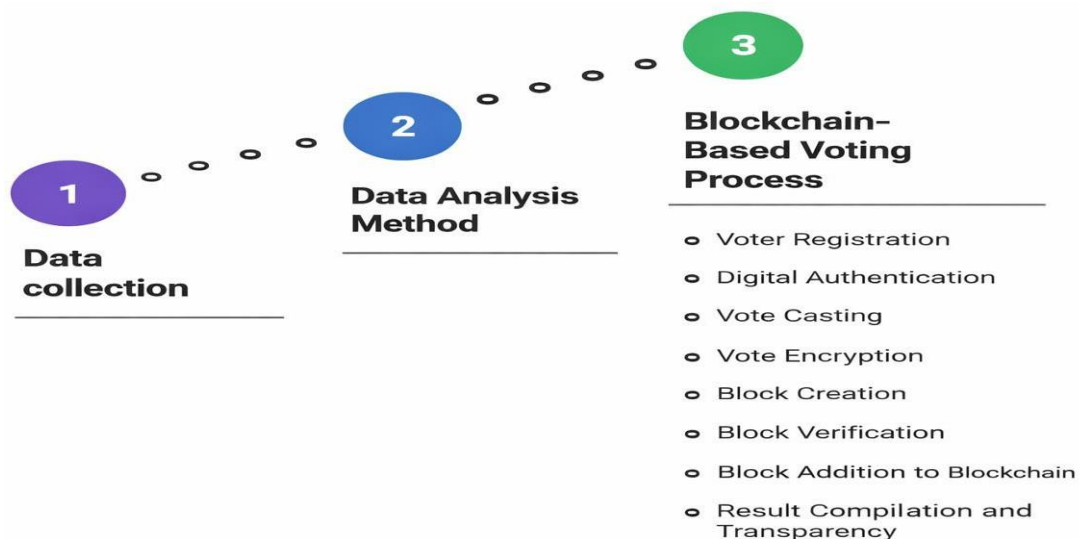 1
Data
collection
2
Data Analysis
Method
3
Blockchain-
Based Voting
Process
Voter Registration
Digital Authentication
Vote Casting
Vote Encryption
Block Creation
Block Verification
Block Addition to Blockchain
Result Compilation and
Transparency